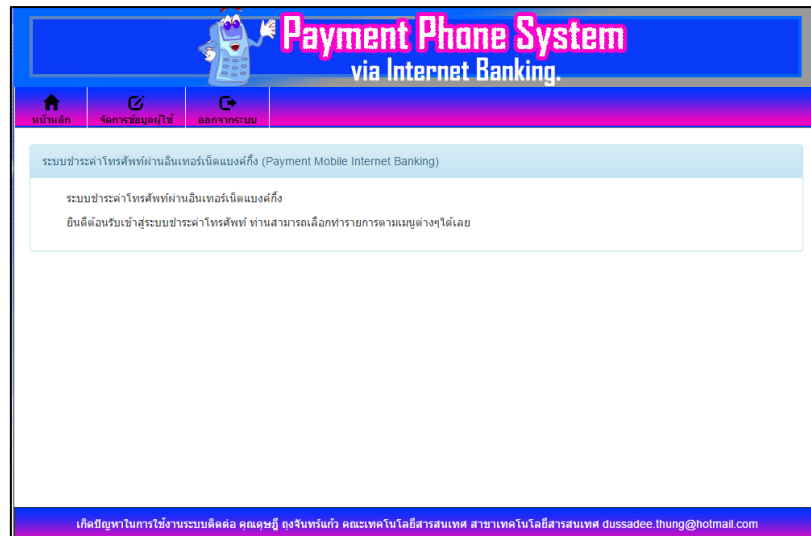 Payment Phone System
via Internet Banking.
หน้าหลัก
จัดการข้อมูลผู้ใช้
ออกจากระบบ
ระบบชำระค่าโทรศัพท์ผ่านอินเทอร์เน็ตแบงค์กิ้ง (Payment Mobile Internet Banking)
ระบบชำระค่าโทรศัพท์ผ่านอินเทอร์เน็ตแบงค์กิ้ง
ยินดีต้อนรับเข้าสู่ระบบชำระค่าโทรศัพท์ ท่านสามารถเลือกทำรายการตามเมนูต่างๆได้เลย
เกิดปัญหาในการใช้งานระบบติดต่อ คุณดุษฎี ถุงจันทร์แก้ว คณะเทคโนโลยีสารสนเทศ สาขาเทคโนโลยีสารสนเทศ dussadee.thung@hotmail.com